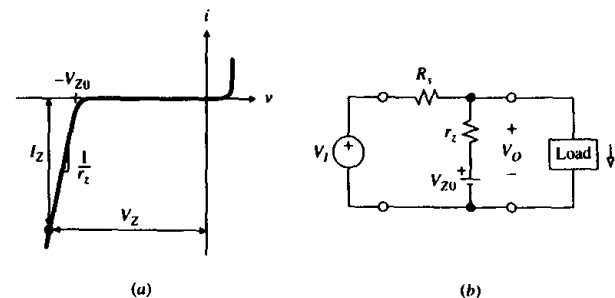 i
−V_Z0
v
I_Z
1
r_z
V_Z
(a)
R_s
r_z
+
V_I
+
V_Z0
+
V_O
−
Load
(b)